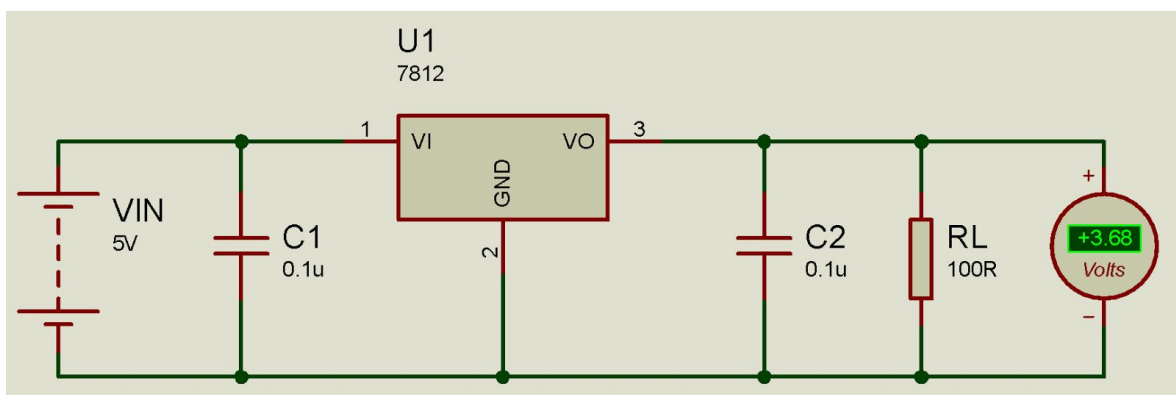 U1
7812
1
VI
VO
3
GND
2
VIN
5V
C1
0.1u
C2
0.1u
RL
100R
+
+3.68
Volts
−